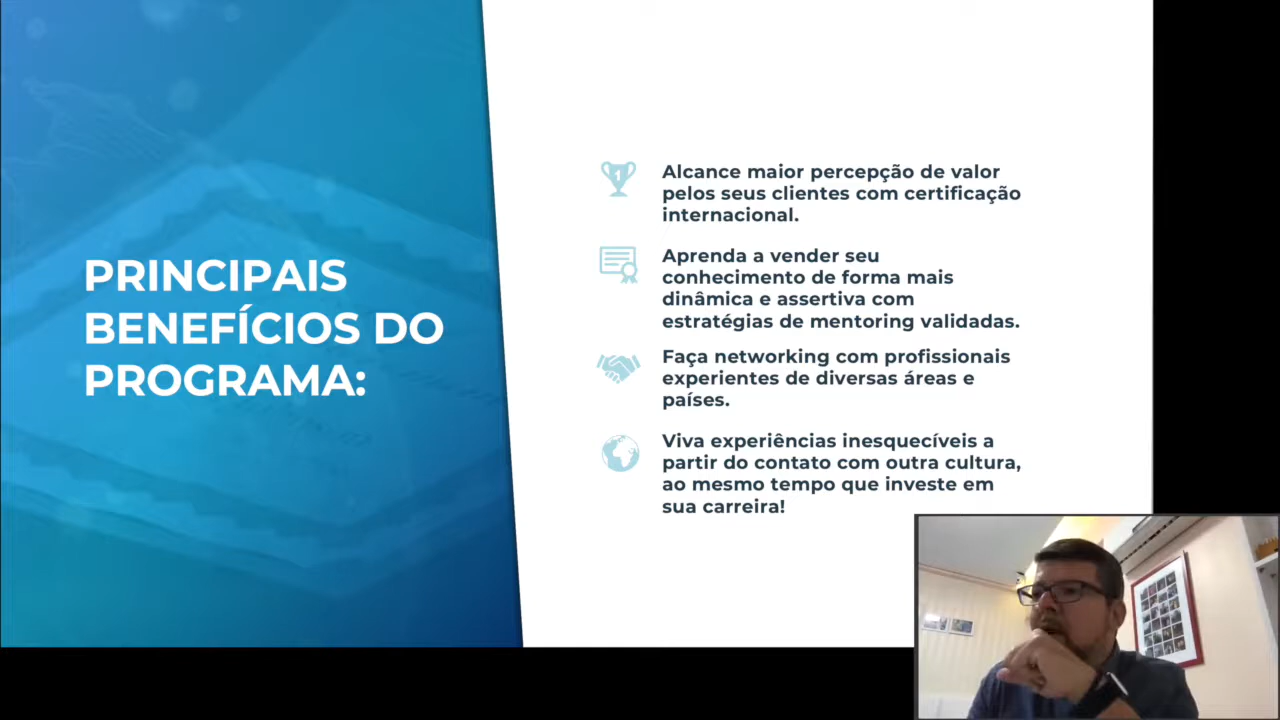 PRINCIPAIS
BENEFÍCIOS DO
PROGRAMA:
1
Alcance maior percepção de valor
pelos seus clientes com certificação
internacional.
Aprenda a vender seu
conhecimento de forma mais
dinâmica e assertiva com
estratégias de mentoring validadas.
Faça networking com profissionais
experientes de diversas áreas e
países.
Viva experiências inesquecíveis a
partir do contato com outra cultura,
ao mesmo tempo que investe em
sua carreira!